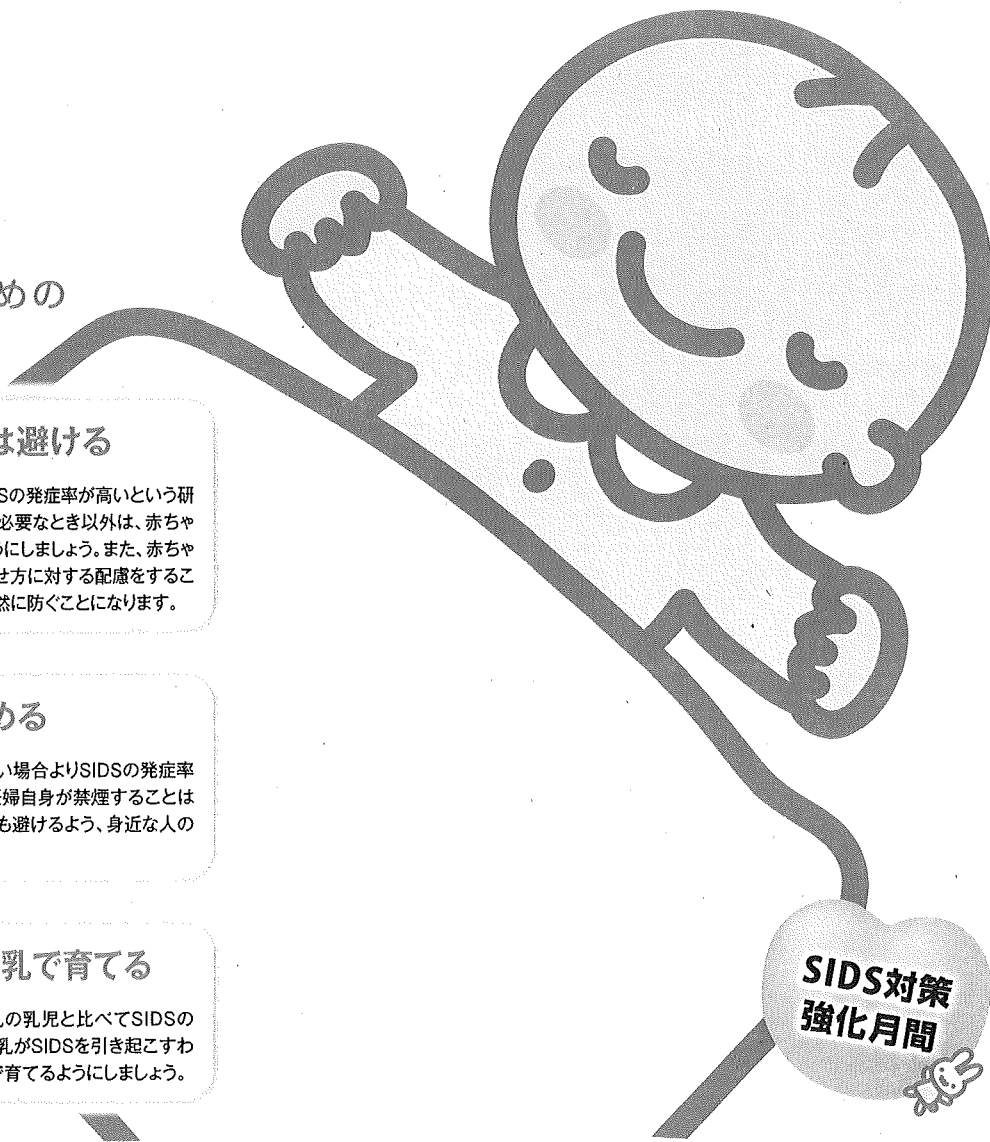 めの
は避ける
Sの発症率が高いという研
必要なとき以外は、赤ちゃ
うにしましょう。また、赤ちゃ
せ方に対する配慮をするこ
然に防ぐことになります。
める
い場合よりSIDSの発症率
妊婦自身が禁煙することは
も避けるよう、身近な人の
乳で育てる
しの乳児と比べてSIDSの
乳がSIDSを引き起こすわ
で育てるようにしましょう。
SIDS対策
強化月間